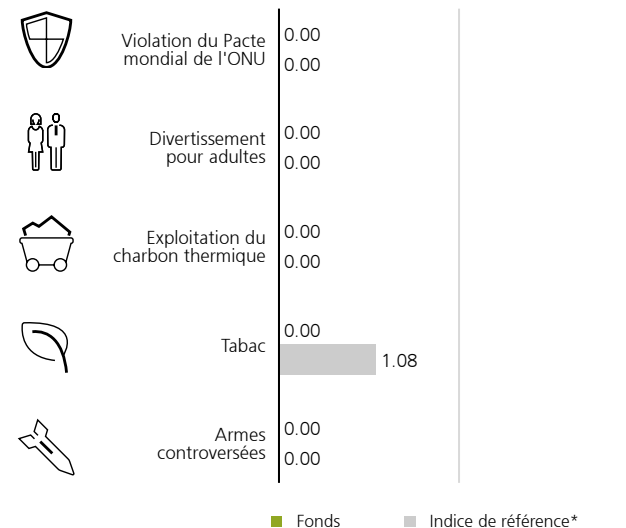 Violation du Pacte
mondial de l'ONU
0.00
0.00
Divertissement
pour adultes
0.00
0.00
Exploitation du
charbon thermique
0.00
0.00
Tabac
0.00
1.08
Armes
controversées
0.00
0.00
Fonds
Indice de référence*